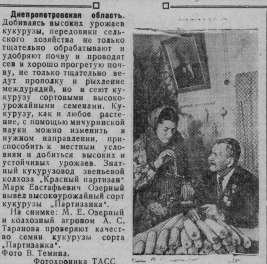 Днепропетровская область.
Добиваясь высоких урожаев
кукурузы, передовики сель-
ского хозяйства не только
тщательно обрабатывают и
удобряют почву и проводят
сев в хорошо прогретую поч-
ву, не только тщательно ве-
дут прополку и рыхление
междурядий, но и сеют ку-
курузу сортовыми высоко-
урожайными семенами. Ку-
курузу, как и любое расте-
ние, с помощью мичуринской
науки можно изменить в
нужном направлении, при-
способить к местным усло-
виям и добиться высоких и
устойчивых урожаев. Знат-
ный кукурузовод звеньевой
колхоза „Красный партизан“
Марк Евстафьевич Озерный
вывел высокоурожайный сорт
кукурузы „Партизанка“.
На снимке: М. Е. Озерный
и колхозный агроном А. С.
Таранова проверяют качест-
во семян кукурузы сорта
„Партизанка“.
Фото В. Темина.
Фотохроника ТАСС